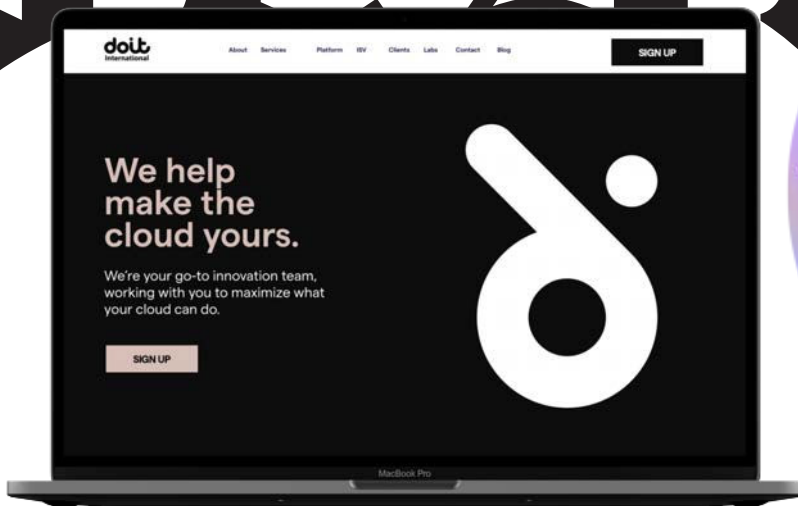 doit
International
About Services Platform ISV Clients Labs Contact Blog
SIGN UP
We help
make the
cloud yours.
We're your go-to innovation team,
working with you to maximize what
your cloud can do.
SIGN UP
MacBook Pro